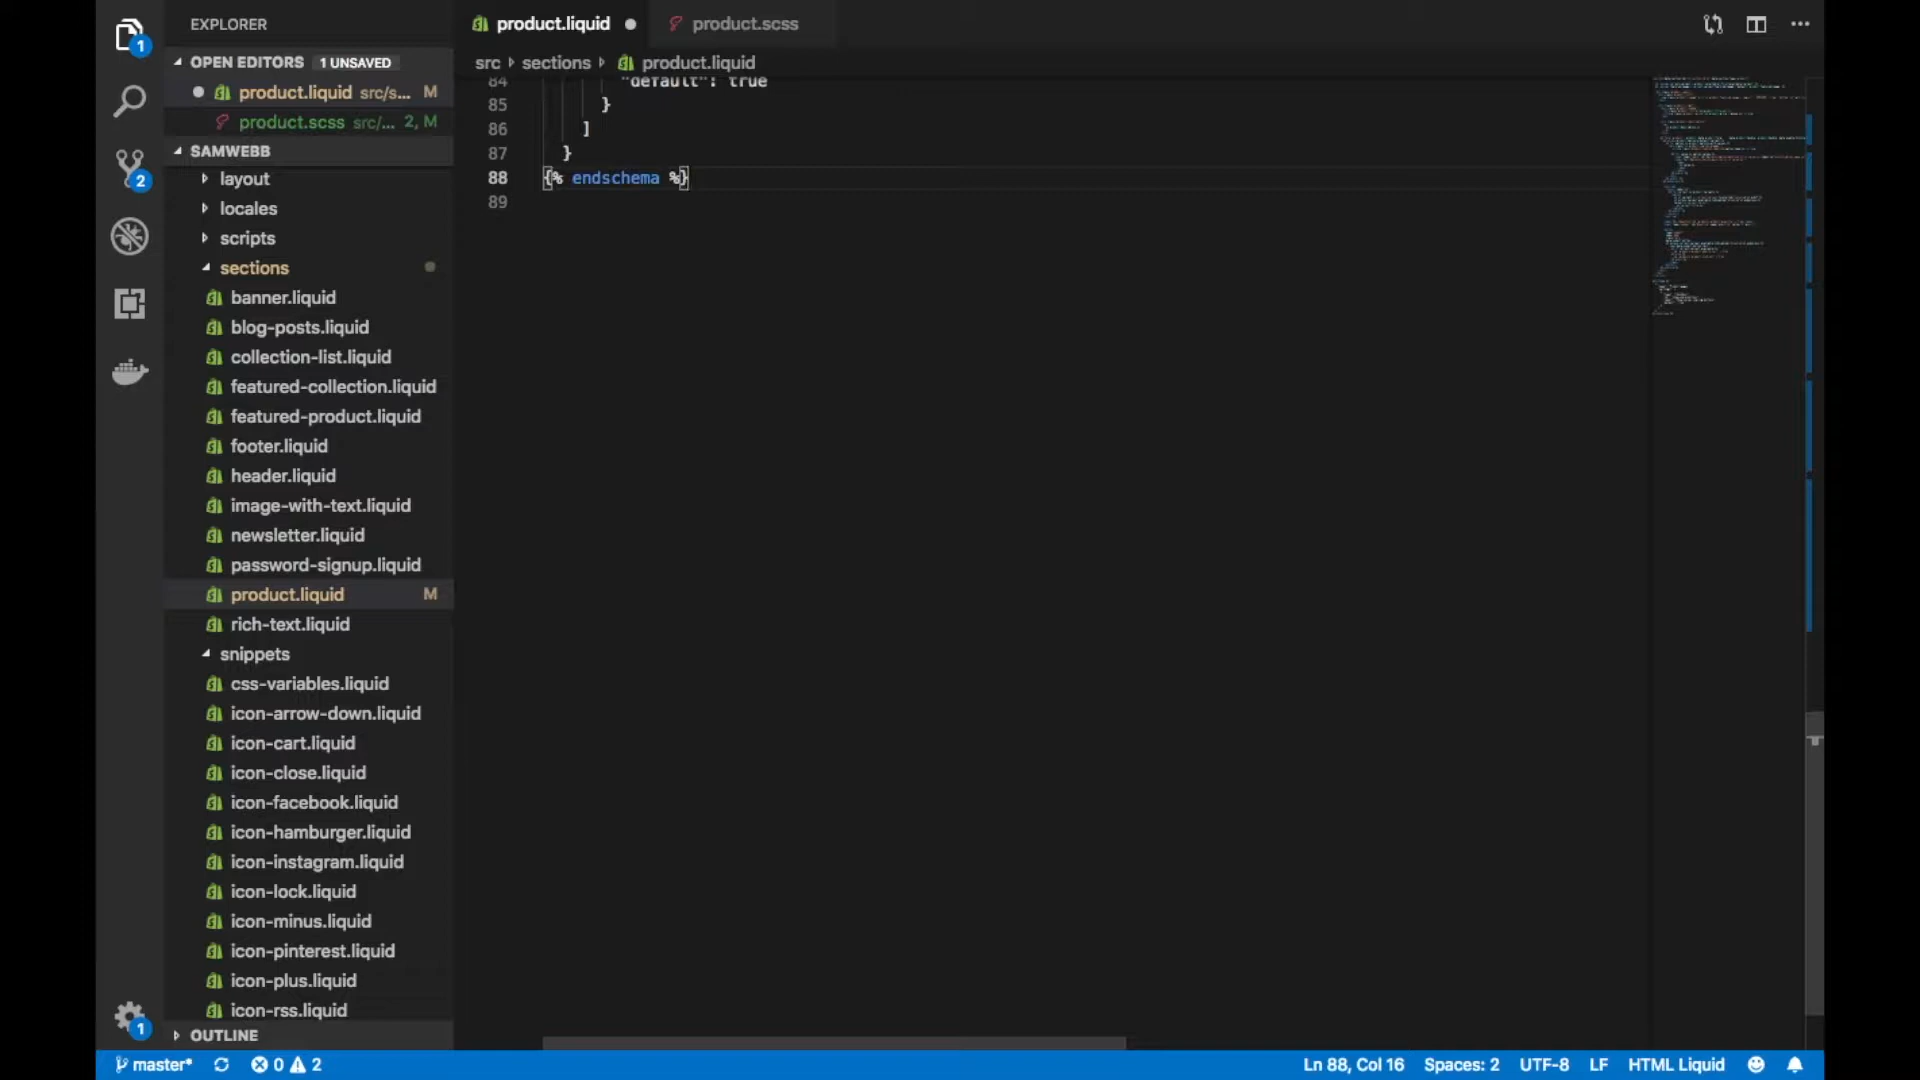 EXPLORER
product.liquid
product.scss
OPEN EDITORS 1 UNSAVED
src sections product.liquid
product.liquid src/s... M
product.scss src/... 2, M
SAMWEBB
layout
locales
scripts
sections
banner.liquid
blog-posts.liquid
collection-list.liquid
featured-collection.liquid
featured-product.liquid
footer.liquid
header.liquid
image-with-text.liquid
newsletter.liquid
password-signup.liquid
product.liquid M
rich-text.liquid
snippets
css-variables.liquid
icon-arrow-down.liquid
icon-cart.liquid
icon-close.liquid
icon-facebook.liquid
icon-hamburger.liquid
icon-instagram.liquid
icon-lock.liquid
icon-minus.liquid
icon-pinterest.liquid
icon-plus.liquid
icon-rss.liquid
OUTLINE
84 "default": true
85 }
86 ]
87 }
88 {% endschema %}
89
1
2
1
master* 0 2
Ln 88, Col 16 Spaces: 2 UTF-8 LF HTML Liquid